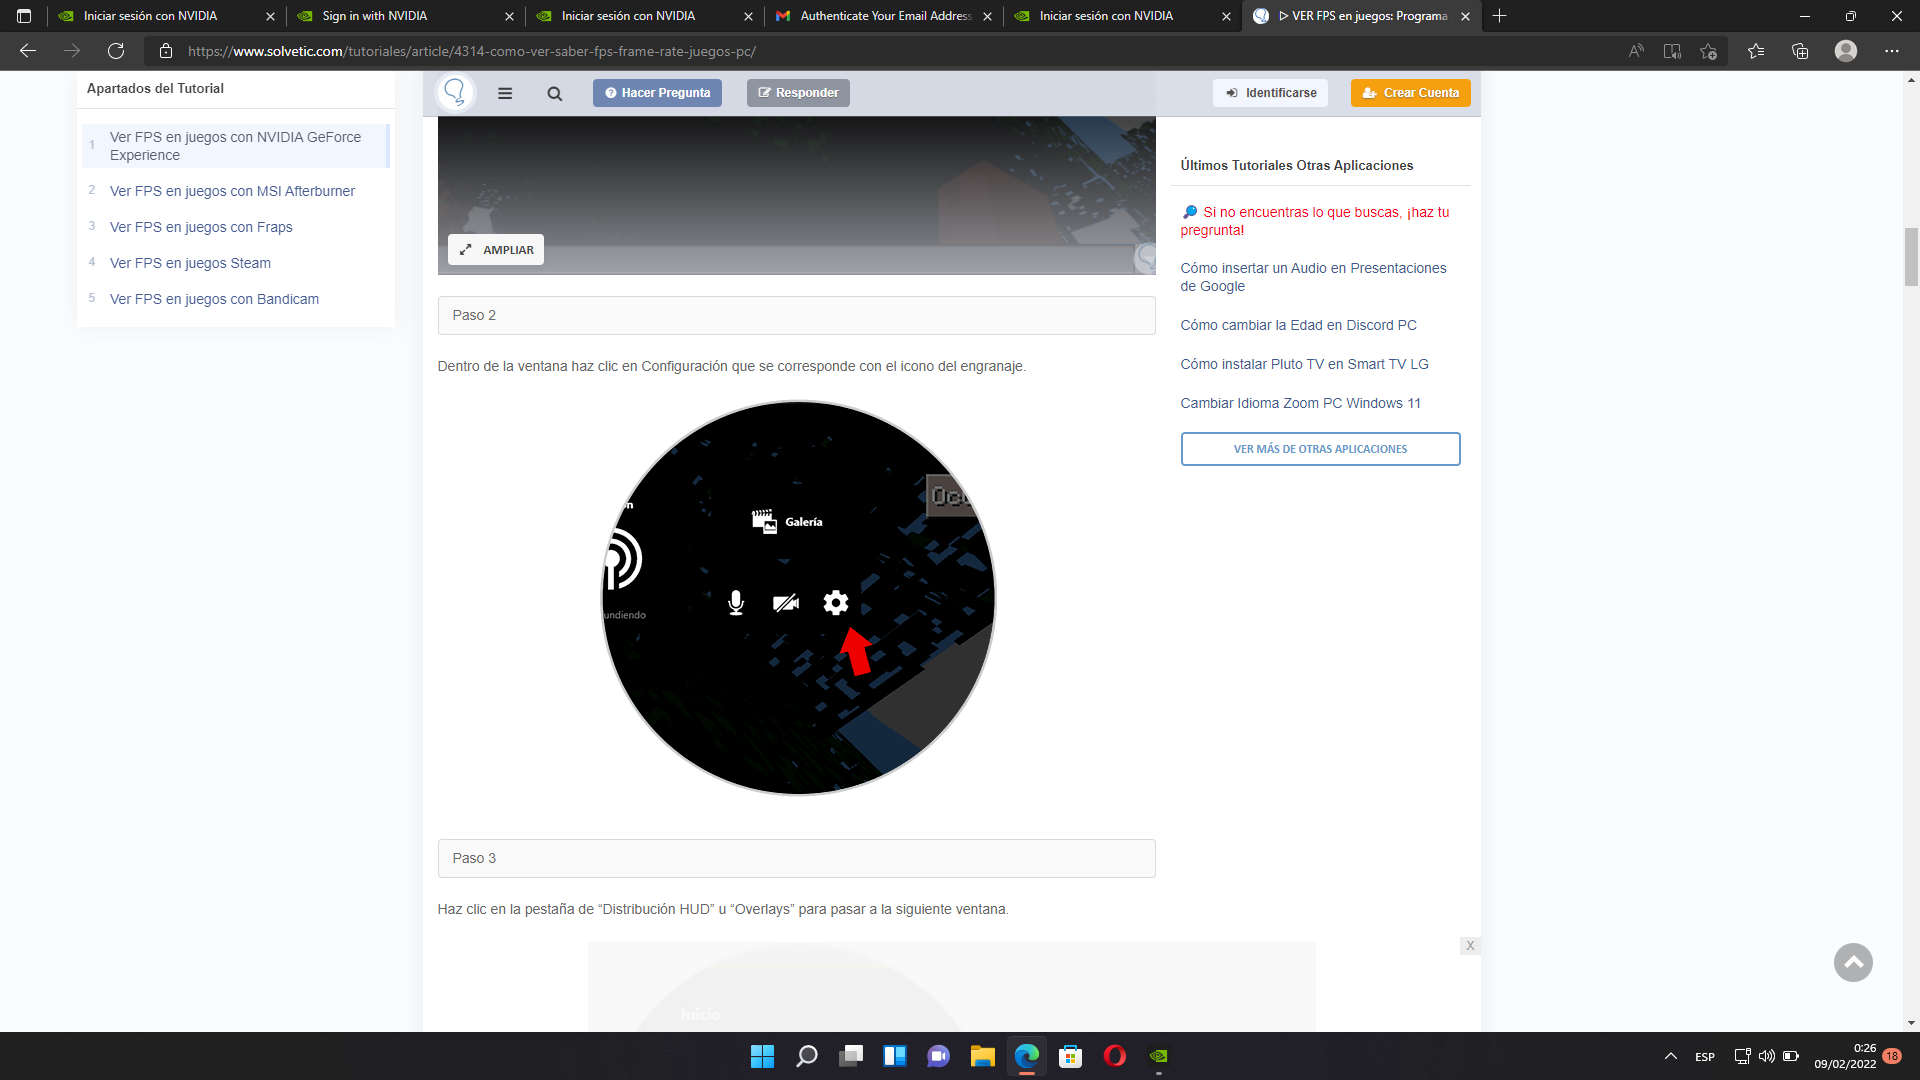 Iniciar sesión con NVIDIA
Sign in with NVIDIA
Iniciar sesión con NVIDIA
Authenticate Your Email Address
Iniciar sesión con NVIDIA
▷ VER FPS en juegos: Programa
https://www.solvetic.com/tutoriales/article/4314-como-ver-saber-fps-frame-rate-juegos-pc/
Apartados del Tutorial
1 Ver FPS en juegos con NVIDIA GeForce
Experience
2 Ver FPS en juegos con MSI Afterburner
3 Ver FPS en juegos con Fraps
4 Ver FPS en juegos Steam
5 Ver FPS en juegos con Bandicam
Hacer Pregunta
Responder
Identificarse
Crear Cuenta
AMPLIAR
Paso 2
Dentro de la ventana haz clic en Configuración que se corresponde con el icono del engranaje.
Galería
undiendo
Paso 3
Haz clic en la pestaña de “Distribución HUD” u “Overlays” para pasar a la siguiente ventana.
Inicio
X
Últimos Tutoriales Otras Aplicaciones
Si no encuentras lo que buscas, ¡haz tu
pregrunta!
Cómo insertar un Audio en Presentaciones
de Google
Cómo cambiar la Edad en Discord PC
Cómo instalar Pluto TV en Smart TV LG
Cambiar Idioma Zoom PC Windows 11
VER MÁS DE OTRAS APLICACIONES
ESP
0:26
09/02/2022
18